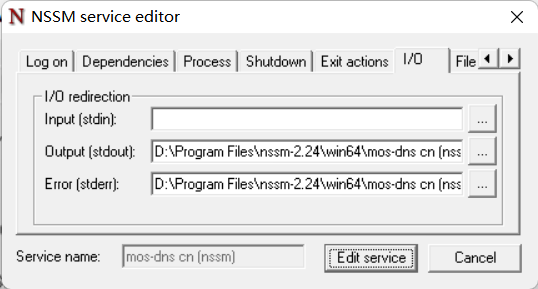 NSSM service editor
Log on Dependencies Process Shutdown Exit actions I/O File
I/O redirection
Input (stdin):
...
Output (stdout): D:\Program Files\nssm-2.24\win64\mos-dns cn (nss
...
Error (stderr): D:\Program Files\nssm-2.24\win64\mos-dns cn (nss
...
Service name: mos-dns cn (nssm) Edit service Cancel